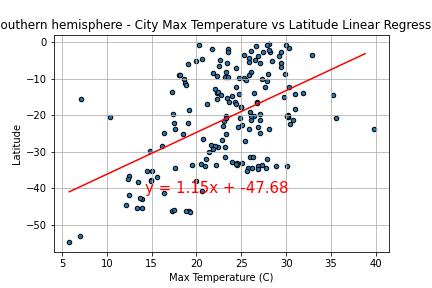 outhern hemisphere - City Max Temperature vs Latitude Linear Regress
0
−10
−20
−30
−40
−50
Latitude
y = 1.15x + -47.68
5 10 15 20 25 30 35 40
Max Temperature (C)